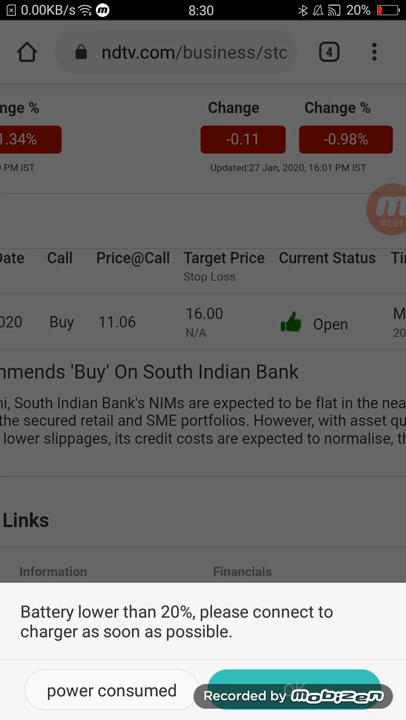 0.00KB/s 8:30 20%
ndtv.com/business/sto 4
nge % Change Change %
1.34% -0.11 -0.98%
PM IST Updated:27 Jan, 2020, 16:01 PM IST
02:01
Date Call Price@Call Target Price Current Status Ti
Stop Loss
020 Buy 11.06 16.00 Open M
N/A 20
mmends 'Buy' On South Indian Bank
ni, South Indian Bank's NIMs are expected to be flat in the nea
the secured retail and SME portfolios. However, with asset qu
lower slippages, its credit costs are expected to normalise, th
Links
Information Financials
Battery lower than 20%, please connect to
charger as soon as possible.
power consumed OK
Recorded by mobizen